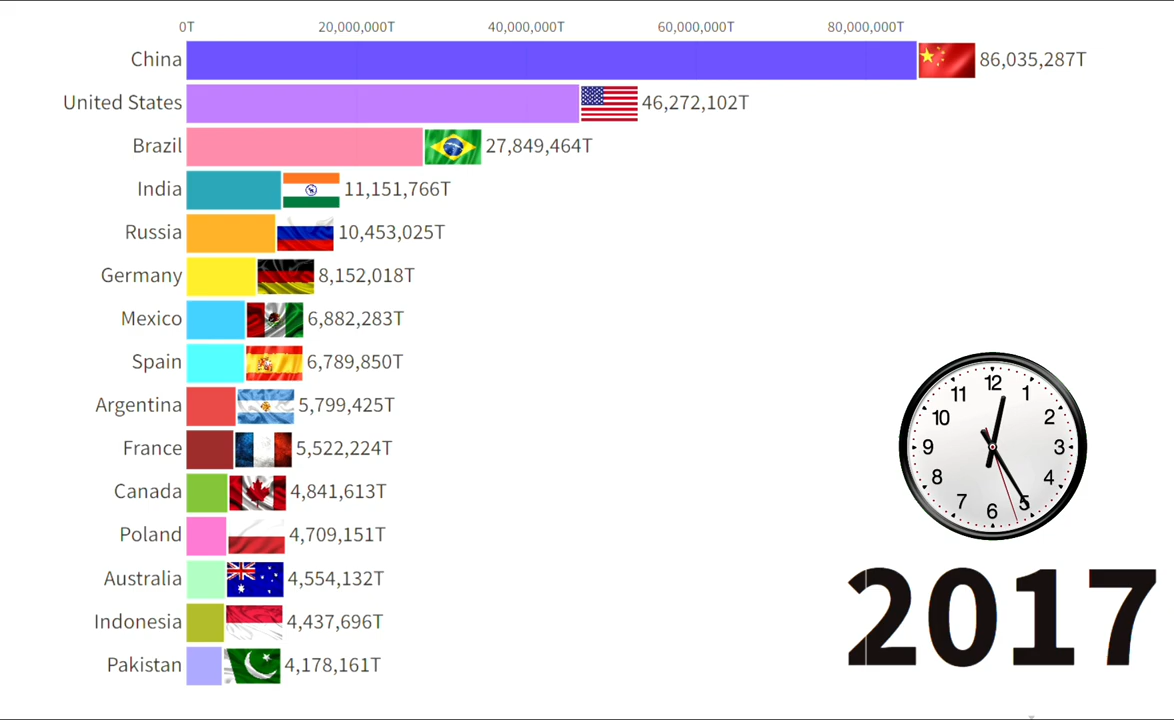 0T 20,000,000T 40,000,000T 60,000,000T 80,000,000T
China 86,035,287T
United States 46,272,102T
Brazil 27,849,464T
India 11,151,766T
Russia 10,453,025T
Germany 8,152,018T
Mexico 6,882,283T
Spain 6,789,850T
Argentina 5,799,425T
France 5,522,224T
Canada 4,841,613T
Poland 4,709,151T
Australia 4,554,132T
Indonesia 4,437,696T
Pakistan 4,178,161T
12
11 1
10 2
9 3
8 4
7 5
6
2017